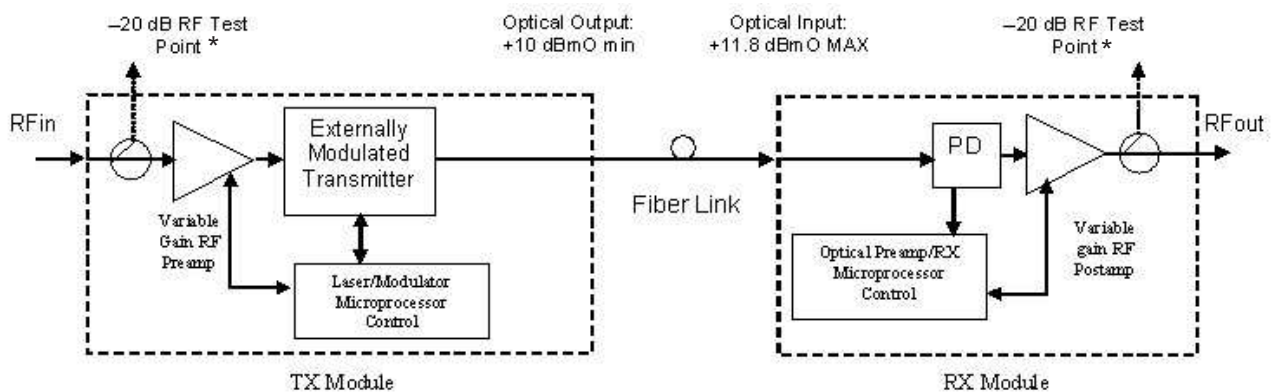 –20 dB RF Test
Point *
Optical Output:
+10 dBmO min
Optical Input:
+11.8 dBmO MAX
–20 dB RF Test
Point *
RFin
Externally
Modulated
Transmitter
Variable
Gain RF
Preamp
Laser/Modulator
Microprocessor
Control
TX Module
Fiber Link
PD
RFout
Optical Preamp/RX
Microprocessor
Control
Variable
gain RF
Postamp
RX Module